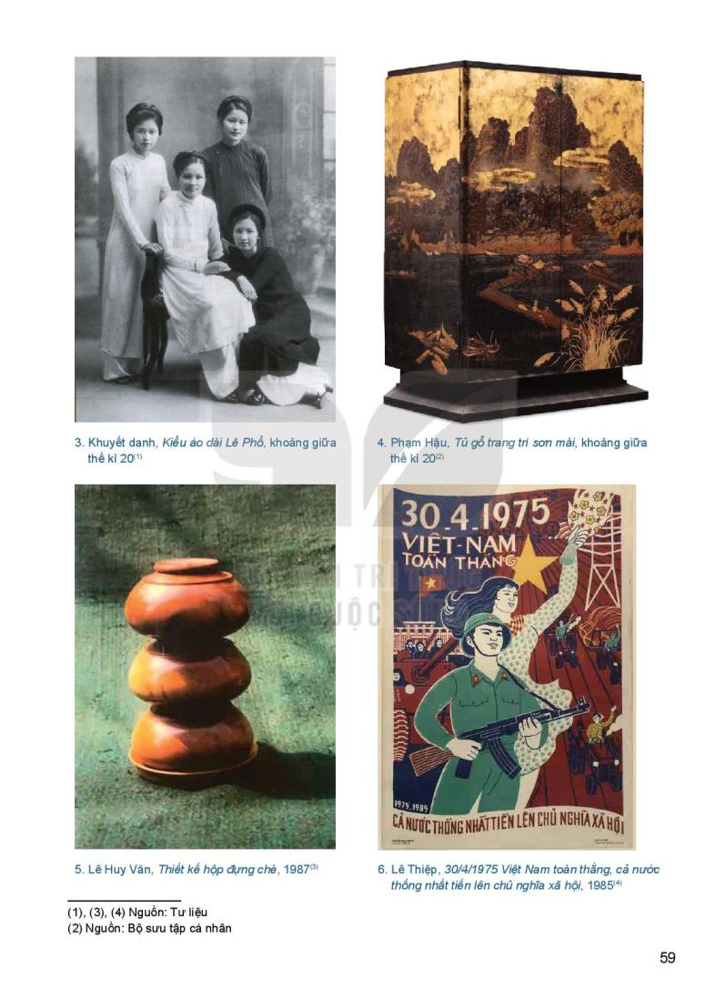 3. Khuyết danh, Kiểu áo dài Lê Phổ, khoảng giữa
thế kỉ 20(1)
4. Phạm Hậu, Tủ gỗ trang trí sơn mài, khoảng giữa
thế kỉ 20(2)
30.4.1975
VIỆT-NAM
TOÀN THẮNG
1975_1985
CẢ NƯỚC THỐNG NHẤT TIẾN LÊN CHỦ NGHĨA XÃ HỘI
5. Lê Huy Văn, Thiết kế hộp đựng chè, 1987(3)
6. Lê Thiệp, 30/4/1975 Việt Nam toàn thắng, cả nước
thống nhất tiến lên chủ nghĩa xã hội, 1985(4)
(1), (3), (4) Nguồn: Tư liệu
(2) Nguồn: Bộ sưu tập cá nhân
59